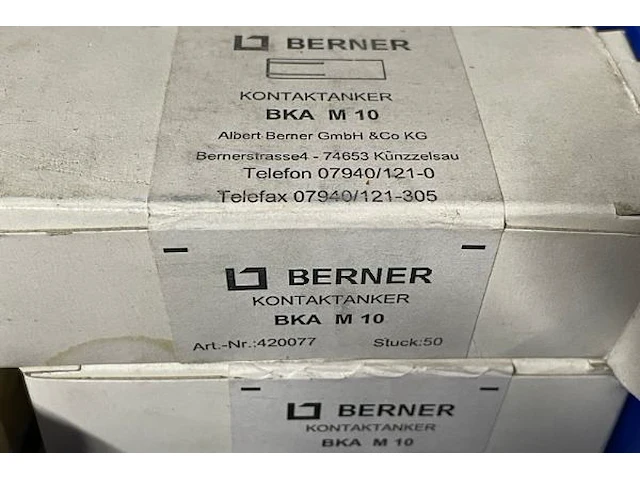 BERNER
KONTAKTANKER
BKA M 10
Albert Berner GmbH &Co KG
Bernerstrasse4 - 74653 Künzzelsau
Telefon 07940/121-0
Telefax 07940/121-305
BERNER
KONTAKTANKER
BKA M 10
Art.-Nr.:420077 Stuck:50
BERNER
KONTAKTANKER
BKA M 10